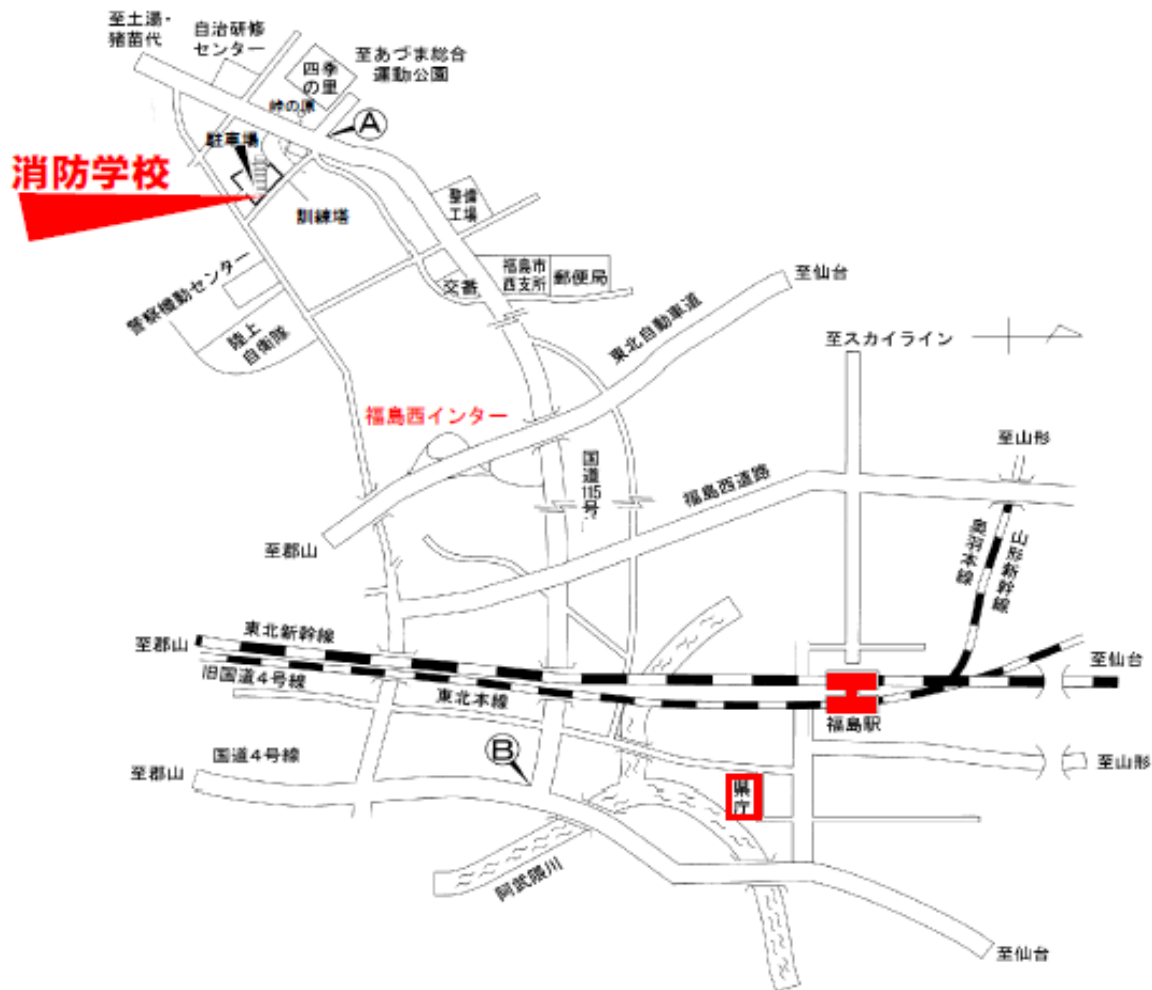 至土湯・
猪苗代
自治研修
センター
四季
の里
至あづま総合
運動公園
峠の原
A
駐車場
消防学校
訓練塔
整備
工場
警察機動センター
陸上
自衛隊
交番
福島市
西支所
郵便局
至仙台
東北自動車道
至スカイライン
福島西インター
至山形
国道115号
福島西道路
奥羽本線
山形新幹線
至郡山
至郡山
東北新幹線
旧国道4号線
東北本線
至仙台
福島駅
国道4号線
至郡山
B
県庁
至山形
阿武隈川
至仙台